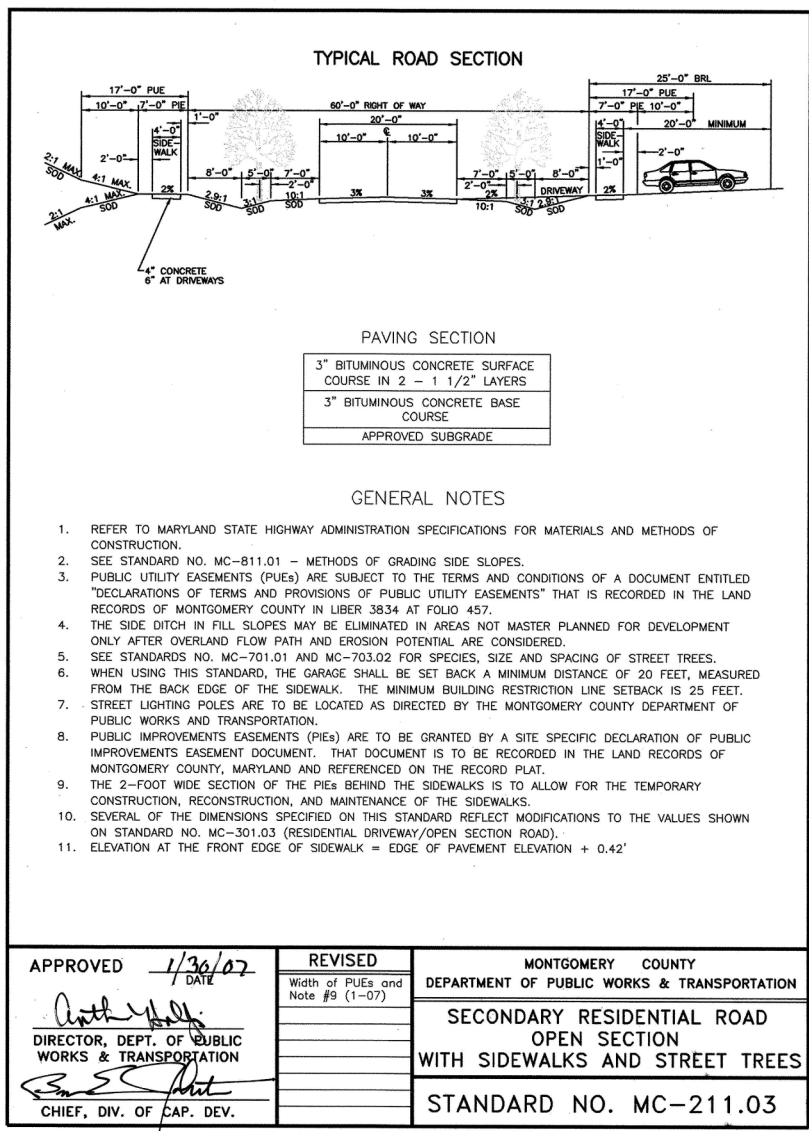 TYPICAL ROAD SECTION
25'-0" BRL
17'-0" PUE
17'-0" PUE
10'-0" 7'-0" PIE
60'-0" RIGHT OF WAY
7'-0" PIE 10'-0"
1'-0"
20'-0"
4'-0"
SIDE-
WALK
10'-0" 10'-0"
4'-0"
SIDE-
WALK
20'-0" MINIMUM
2'-0"
8'-0" 5'-0" 7'-0"
2'-0"
7'-0" 5'-0" 8'-0"
2'-0"
1'-0"
2'-0"
2:1 MAX.
SOD
4:1 MAX.
2%
2.9:1
SOD
3:1
SOD
10:1
SOD
3% 3%
2%
10:1
3:1
SOD
2.9:1
SOD
DRIVEWAY
2%
2:1
MAX.
4:1 MAX.
SOD
4" CONCRETE
6" AT DRIVEWAYS
PAVING SECTION
3" BITUMINOUS CONCRETE SURFACE
COURSE IN 2 - 1 1/2" LAYERS
3" BITUMINOUS CONCRETE BASE
COURSE
APPROVED SUBGRADE
GENERAL NOTES
1. REFER TO MARYLAND STATE HIGHWAY ADMINISTRATION SPECIFICATIONS FOR MATERIALS AND METHODS OF
CONSTRUCTION.
2. SEE STANDARD NO. MC-811.01 - METHODS OF GRADING SIDE SLOPES.
3. PUBLIC UTILITY EASEMENTS (PUEs) ARE SUBJECT TO THE TERMS AND CONDITIONS OF A DOCUMENT ENTITLED
"DECLARATIONS OF TERMS AND PROVISIONS OF PUBLIC UTILITY EASEMENTS" THAT IS RECORDED IN THE LAND
RECORDS OF MONTGOMERY COUNTY IN LIBER 3834 AT FOLIO 457.
4. THE SIDE DITCH IN FILL SLOPES MAY BE ELIMINATED IN AREAS NOT MASTER PLANNED FOR DEVELOPMENT
ONLY AFTER OVERLAND FLOW PATH AND EROSION POTENTIAL ARE CONSIDERED.
5. SEE STANDARDS NO. MC-701.01 AND MC-703.02 FOR SPECIES, SIZE AND SPACING OF STREET TREES.
6. WHEN USING THIS STANDARD, THE GARAGE SHALL BE SET BACK A MINIMUM DISTANCE OF 20 FEET, MEASURED
FROM THE BACK EDGE OF THE SIDEWALK. THE MINIMUM BUILDING RESTRICTION LINE SETBACK IS 25 FEET.
7. STREET LIGHTING POLES ARE TO BE LOCATED AS DIRECTED BY THE MONTGOMERY COUNTY DEPARTMENT OF
PUBLIC WORKS AND TRANSPORTATION.
8. PUBLIC IMPROVEMENTS EASEMENTS (PIEs) ARE TO BE GRANTED BY A SITE SPECIFIC DECLARATION OF PUBLIC
IMPROVEMENTS EASEMENT DOCUMENT. THAT DOCUMENT IS TO BE RECORDED IN THE LAND RECORDS OF
MONTGOMERY COUNTY, MARYLAND AND REFERENCED ON THE RECORD PLAT.
9. THE 2-FOOT WIDE SECTION OF THE PIEs BEHIND THE SIDEWALKS IS TO ALLOW FOR THE TEMPORARY
CONSTRUCTION, RECONSTRUCTION, AND MAINTENANCE OF THE SIDEWALKS.
10. SEVERAL OF THE DIMENSIONS SPECIFIED ON THIS STANDARD REFLECT MODIFICATIONS TO THE VALUES SHOWN
ON STANDARD NO. MC-301.03 (RESIDENTIAL DRIVEWAY/OPEN SECTION ROAD).
11. ELEVATION AT THE FRONT EDGE OF SIDEWALK = EDGE OF PAVEMENT ELEVATION + 0.42'
APPROVED 1/30/07
DATE
DIRECTOR, DEPT. OF PUBLIC
WORKS & TRANSPORTATION
CHIEF, DIV. OF CAP. DEV.
REVISED
Width of PUEs and
Note #9 (1-07)
MONTGOMERY COUNTY
DEPARTMENT OF PUBLIC WORKS & TRANSPORTATION
SECONDARY RESIDENTIAL ROAD
OPEN SECTION
WITH SIDEWALKS AND STREET TREES
STANDARD NO. MC-211.03